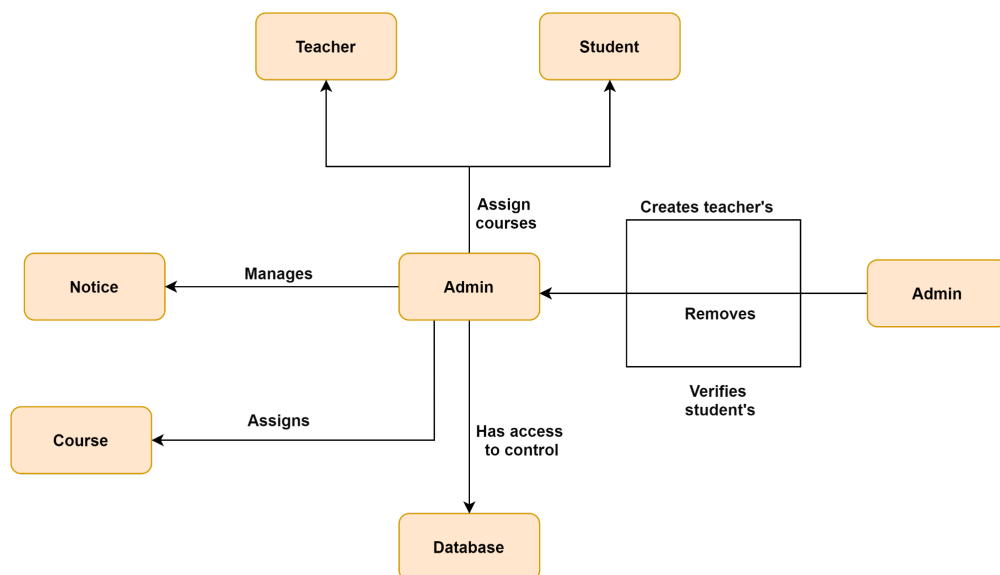 Teacher
Student
Assign
courses
Creates teacher's
Notice
Manages
Admin
Removes
Admin
Verifies
student's
Course
Assigns
Has access
to control
Database